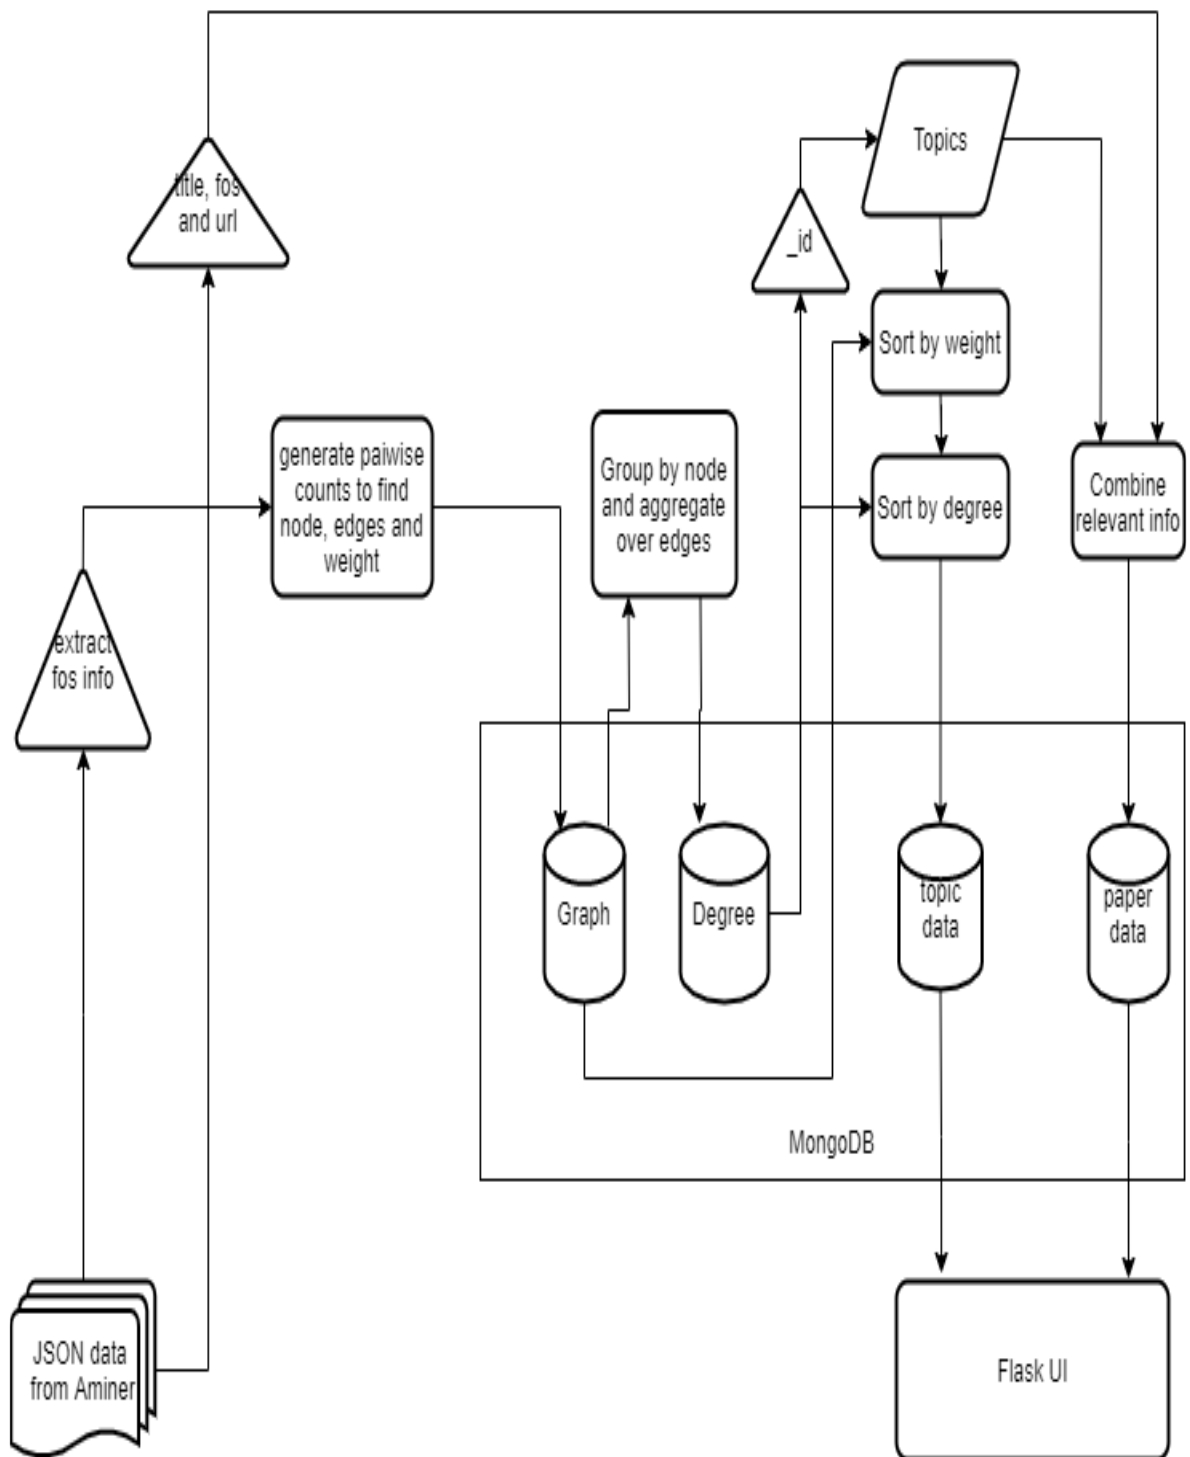 Topics
title, fos
and url
_id
Sort by weight
generate paiwise
counts to find
node, edges and
weight
Group by node
and aggregate
over edges
Sort by degree
Combine
relevant info
extract
fos info
Graph
Degree
topic
data
paper
data
MongoDB
JSON data
from Aminer
Flask UI